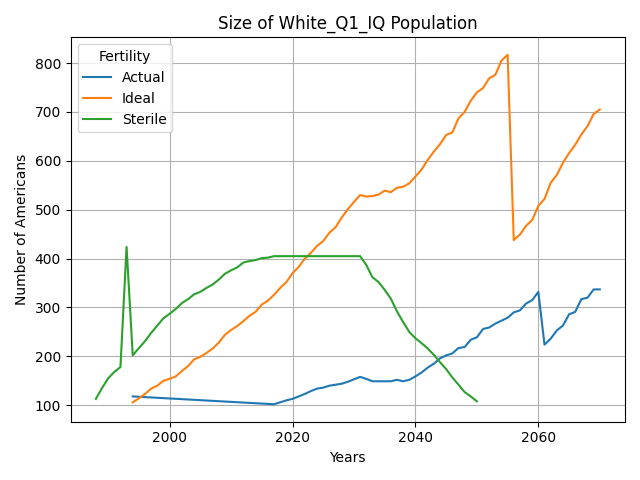 Size of White_Q1_IQ Population
Fertility
Actual
Ideal
Sterile
Number of Americans
800
700
600
500
400
300
200
100
2000
2020
2040
2060
Years